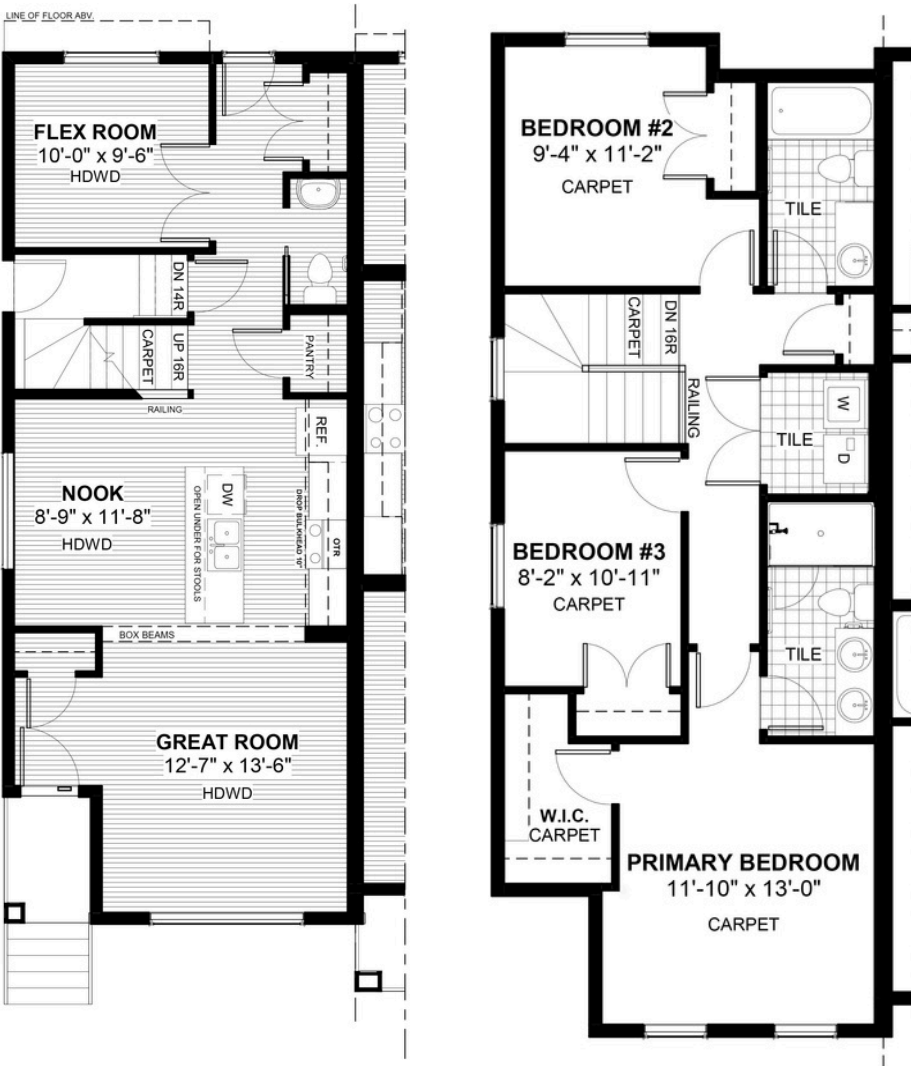 LINE OF FLOOR ABV.
FLEX ROOM
10'-0" x 9'-6"
HDWD
DN 14R
UP 16R
CARPET
PANTRY
RAILING
REF.
NOOK
8'-9" x 11'-8"
HDWD
DW
OPEN UNDER FOR STOOLS
DROP BULKHEAD 10"
OTR
BOX BEAMS
GREAT ROOM
12'-7" x 13'-6"
HDWD
BEDROOM #2
9'-4" x 11'-2"
CARPET
TILE
CARPET
DN 16R
RAILING
W
D
TILE
BEDROOM #3
8'-2" x 10'-11"
CARPET
TILE
W.I.C.
CARPET
PRIMARY BEDROOM
11'-10" x 13'-0"
CARPET